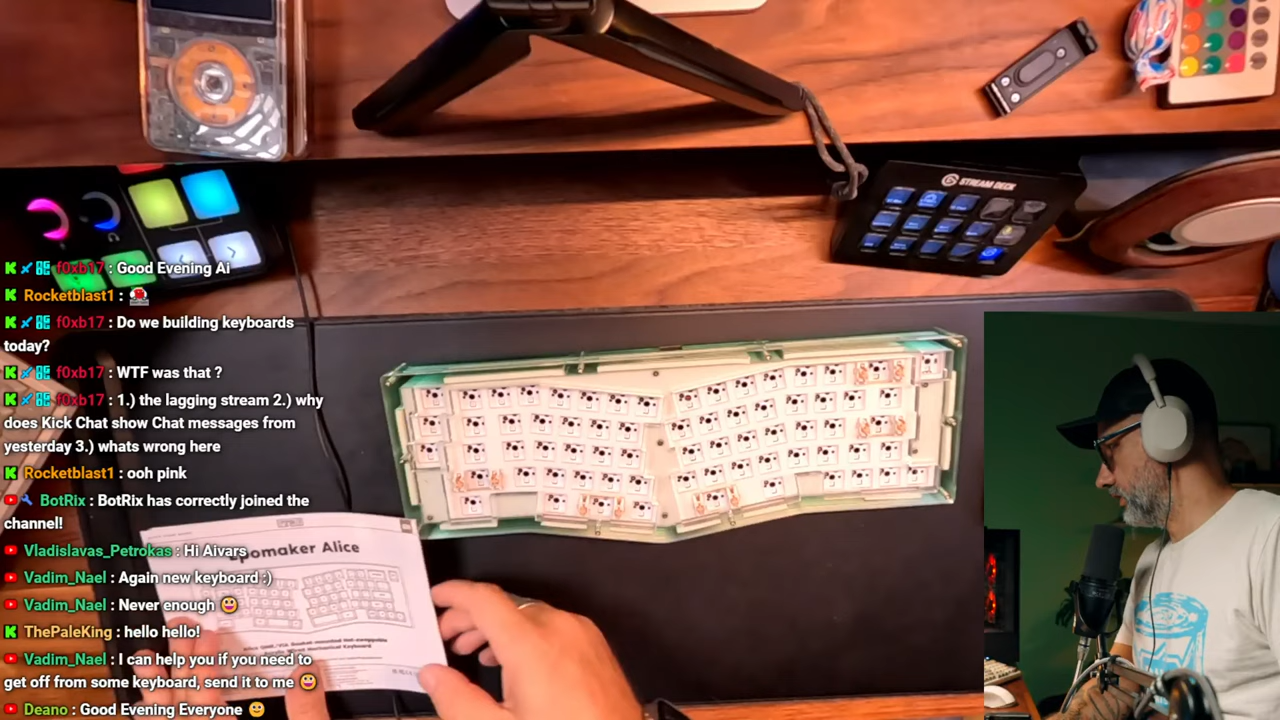 STREAM DECK
f0xb17 : Good Evening Ai
Rocketblast1 :
f0xb17 : Do we building keyboards
today?
f0xb17 : WTF was that ?
f0xb17 : 1.) the lagging stream 2.) why
does Kick Chat show Chat messages from
yesterday 3.) whats wrong here
Rocketblast1 : ooh pink
BotRix : BotRix has correctly joined the
channel!
Vladislavas_Petrokas : Hi Aivars
Vadim_Nael : Again new keyboard :)
Vadim_Nael : Never enough 😀
ThePaleKing : hello hello!
Vadim_Nael : I can help you if you need to
get off from some keyboard, send it to me 😀
Deano : Good Evening Everyone 🙂
Epomaker Alice